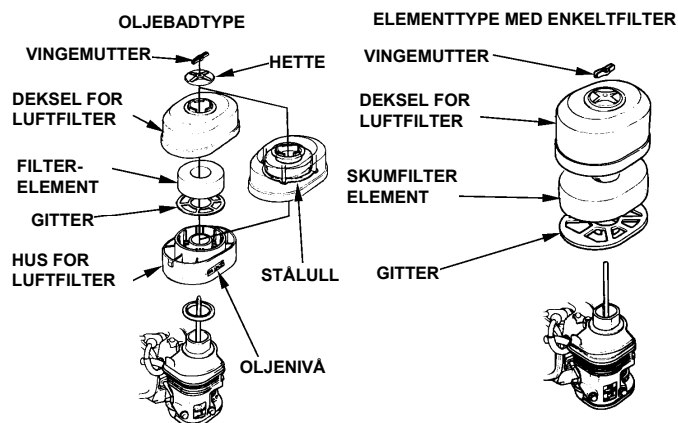 OLJEBADTYPE
VINGEMUTTER
HETTE
DEKSEL FOR
LUFTFILTER
FILTER-
ELEMENT
GITTER
HUS FOR
LUFTFILTER
STÅLULL
OLJENIVÅ
ELEMENTTYPE MED ENKELTFILTER
VINGEMUTTER
DEKSEL FOR
LUFTFILTER
SKUMFILTER
ELEMENT
GITTER